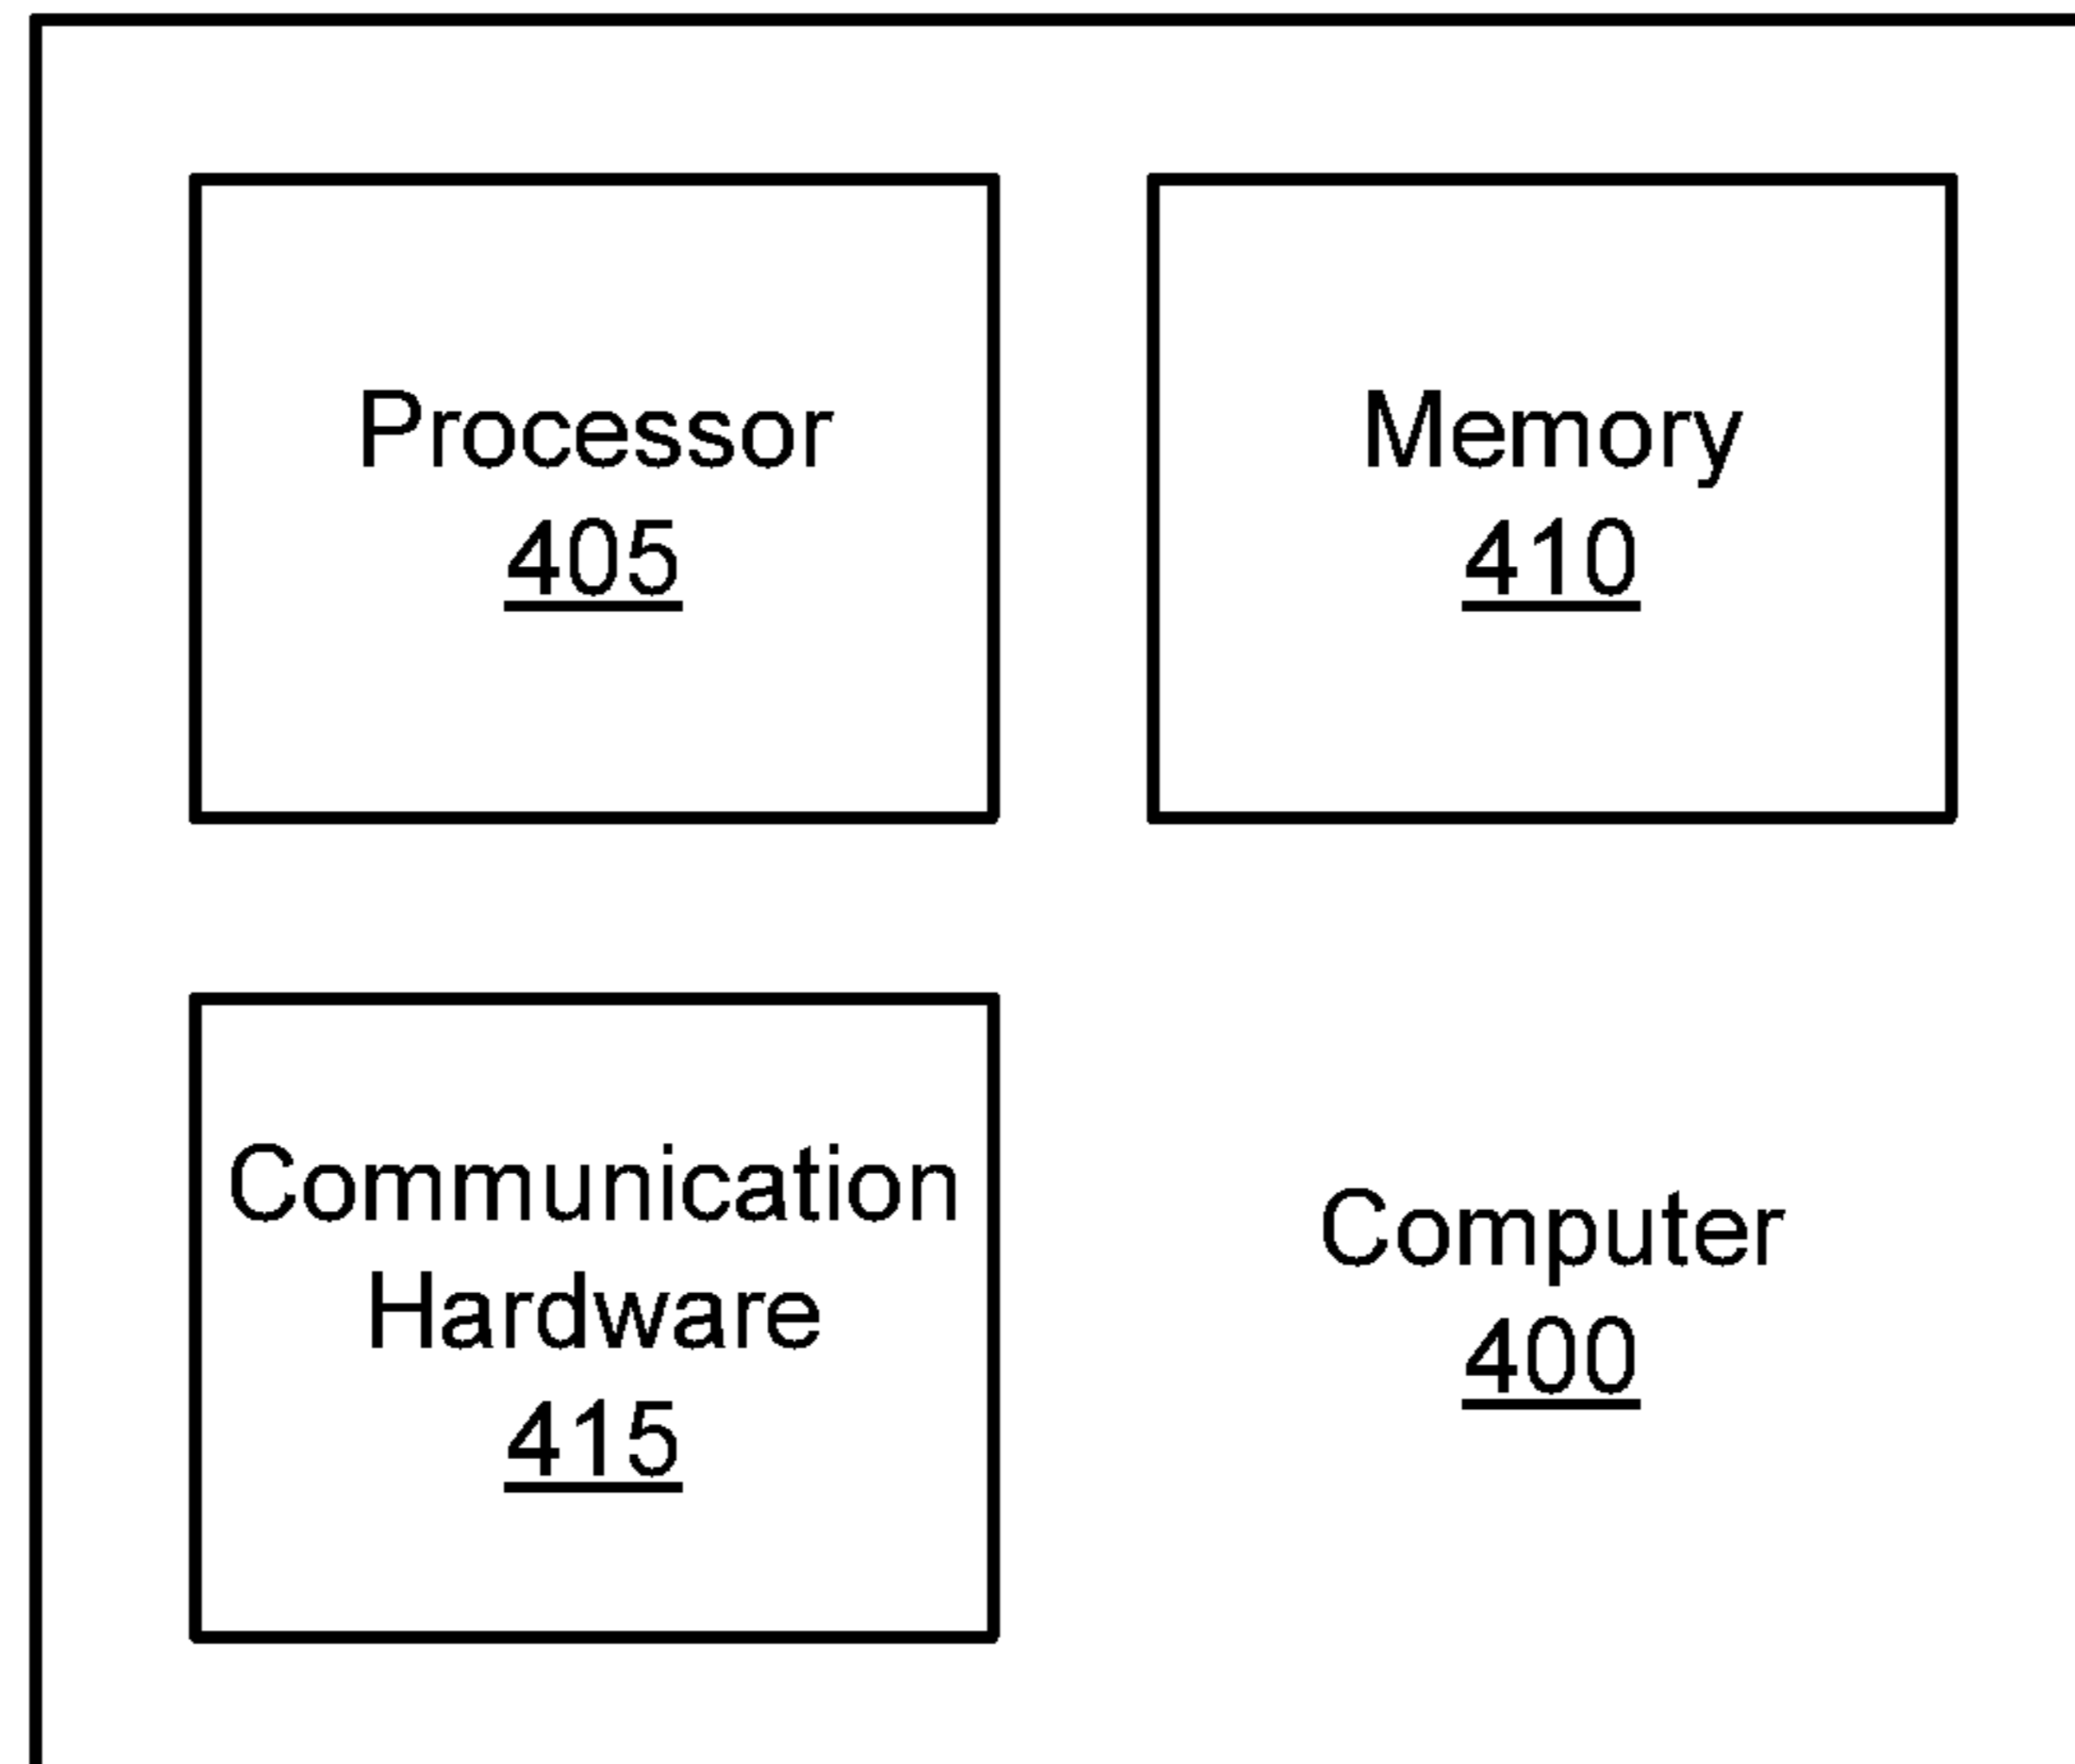 Processor
405
Memory
410
Communication
Hardware
415
Computer
400